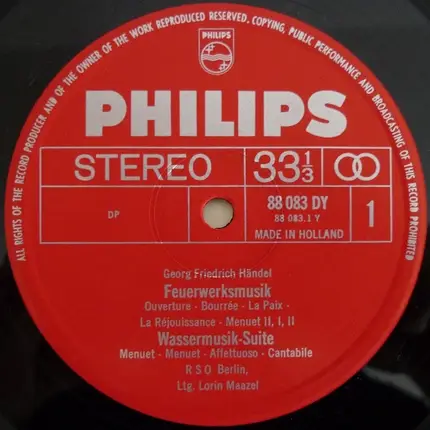 ALL RIGHTS OF THE RECORD PRODUCER AND OF THE OWNER OF THE WORK REPRODUCED RESERVED. COPYING, PUBLIC PERFORMANCE AND BROADCASTING OF THIS RECORD PROHIBITED
PHILIPS
PHILIPS
STEREO 33⅓
DP 88 083 DY 1
88 083.1 Y
MADE IN HOLLAND
Georg Friedrich Händel
Feuerwerksmusik
Ouverture - Bourrée - La Paix -
La Réjouissance - Menuet II, I, II
Wassermusik-Suite
Menuet - Menuet - Affettuoso - Cantabile
R S O Berlin,
Ltg. Lorin Maazel